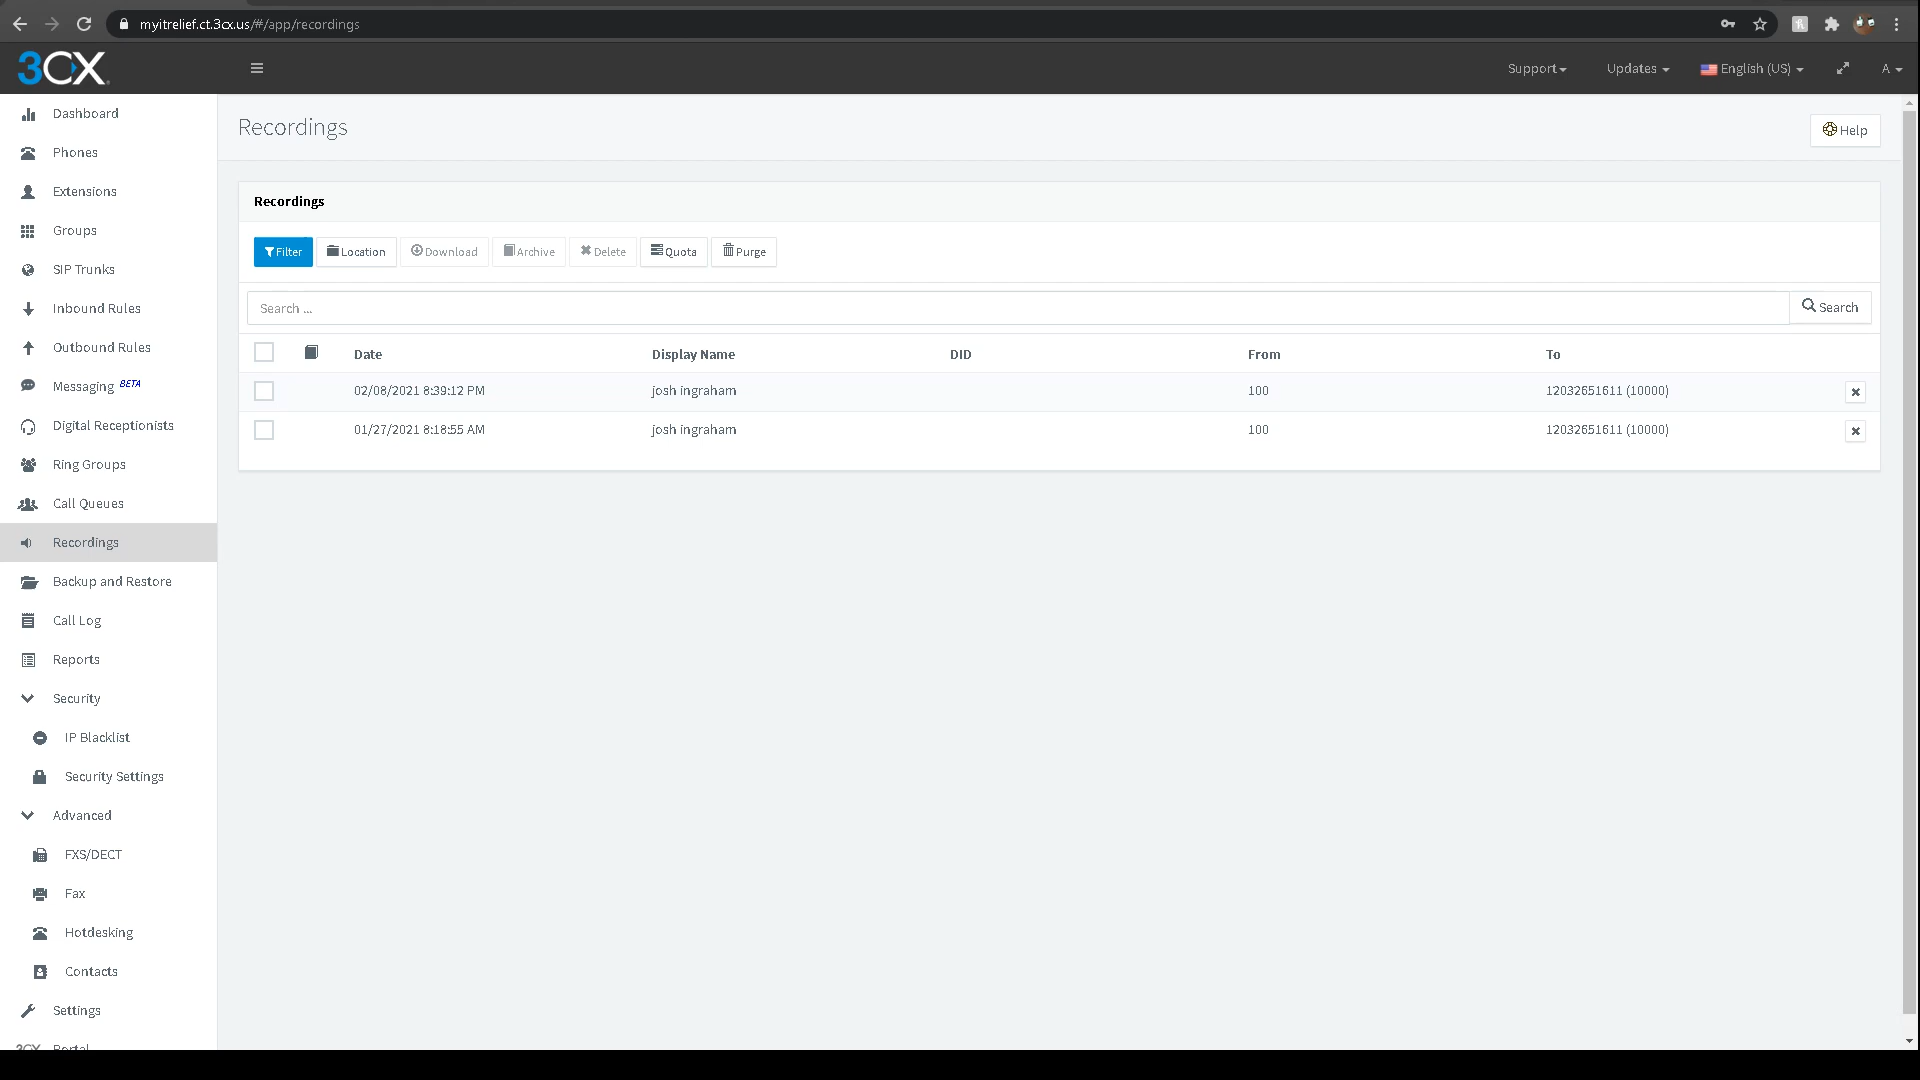 myitrelief.ct.3cx.us/#/app/recordings
3CX
Support
Updates
English (US)
A
Dashboard
Phones
Extensions
Groups
SIP Trunks
Inbound Rules
Outbound Rules
Messaging BETA
Digital Receptionists
Ring Groups
Call Queues
Recordings
Backup and Restore
Call Log
Reports
Security
IP Blacklist
Security Settings
Advanced
FXS/DECT
Fax
Hotdesking
Contacts
Settings
3CX Portal
Recordings
Help
Recordings
Filter Location Download Archive Delete Quota Purge
Search ... Search
Date Display Name DID From To
02/08/2021 8:39:12 PM josh ingraham 100 12032651611 (10000)
01/27/2021 8:18:55 AM josh ingraham 100 12032651611 (10000)